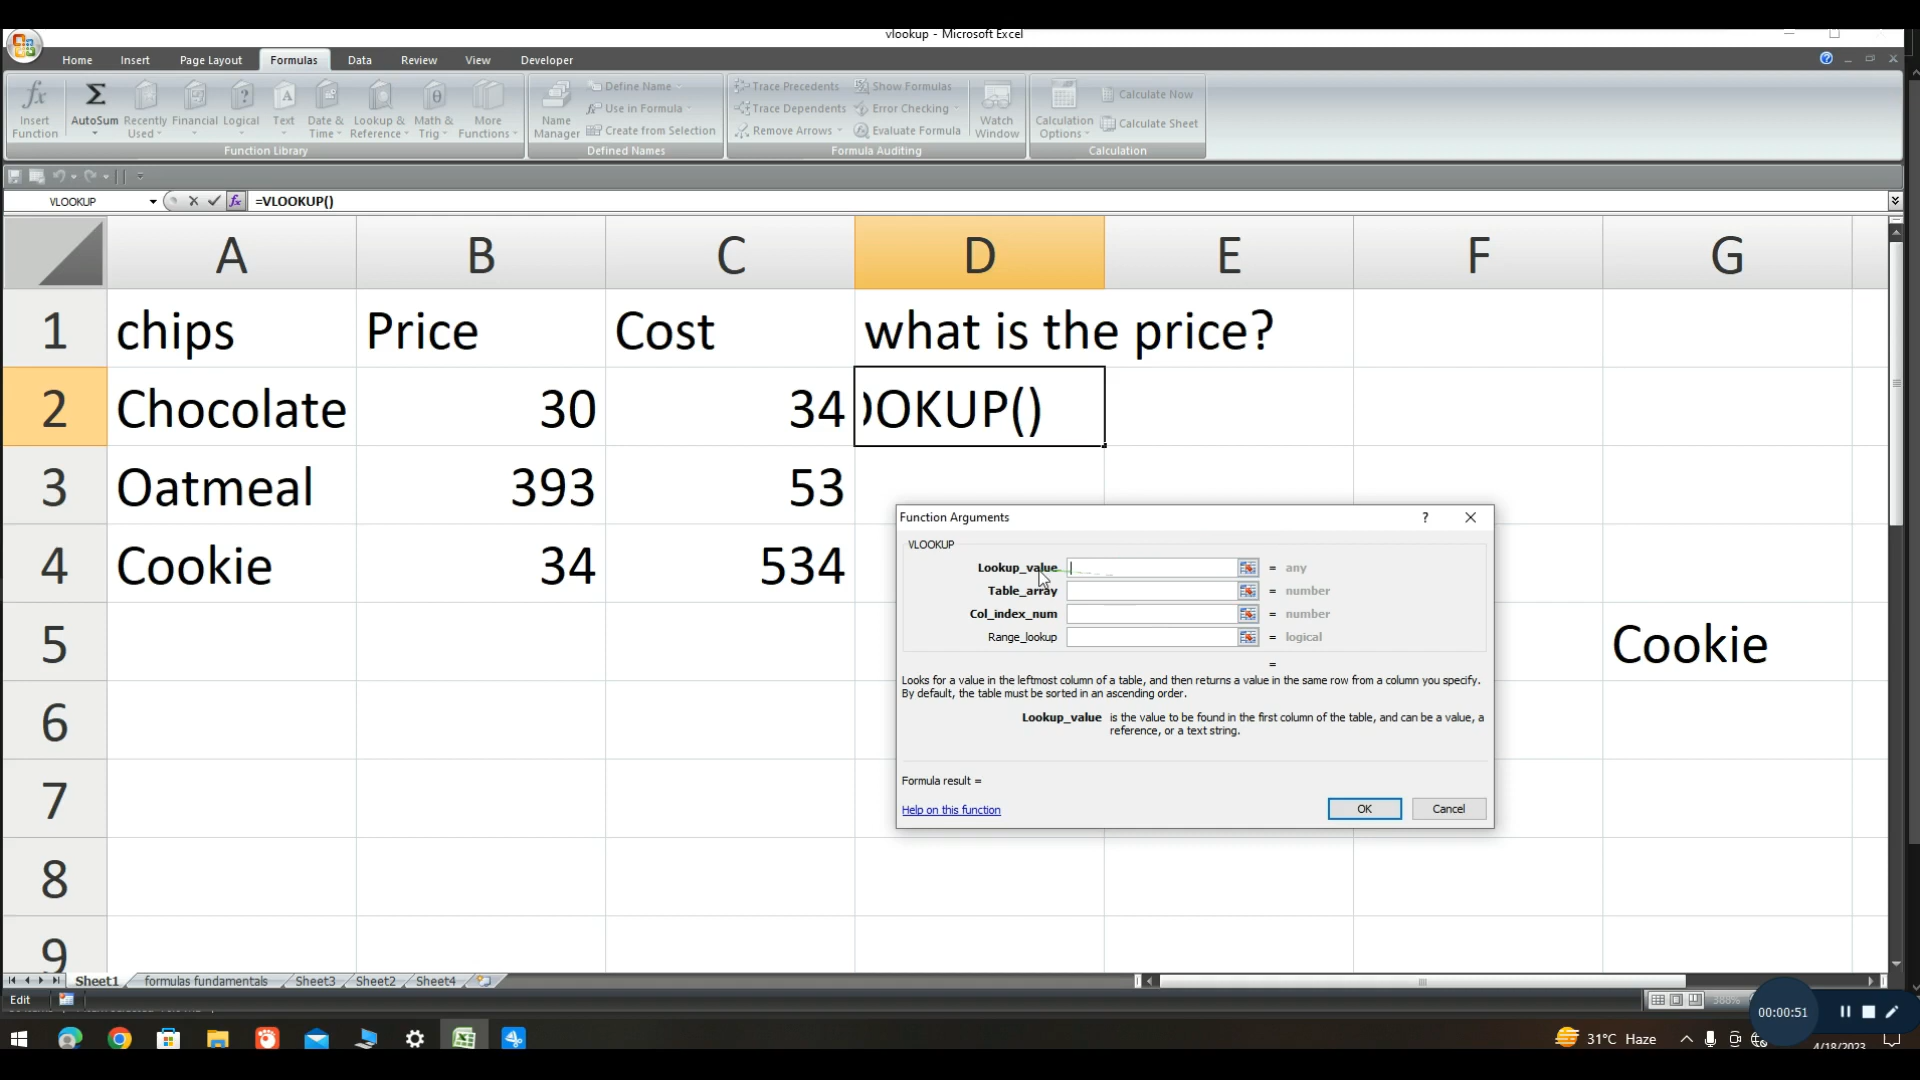 vlookup - Microsoft Excel
Home Insert Page Layout Formulas Data Review View Developer
fx Insert Function
Σ AutoSum
Recently Used
Financial
Logical
Text
Date & Time
Lookup & Reference
Math & Trig
More Functions
Function Library
Name Manager
Define Name
Use in Formula
Create from Selection
Defined Names
Trace Precedents
Trace Dependents
Remove Arrows
Show Formulas
Error Checking
Evaluate Formula
Watch Window
Formula Auditing
Calculation Options
Calculate Now
Calculate Sheet
Calculation
VLOOKUP fx =VLOOKUP()
A B C D E F G
1 chips Price Cost what is the price?
2 Chocolate 30 34 OOKUP()
3 Oatmeal 393 53
4 Cookie 34 534
5 Cookie
6
7
8
9
Function Arguments ?
VLOOKUP
Lookup_value = any
Table_array = number
Col_index_num = number
Range_lookup = logical
=
Looks for a value in the leftmost column of a table, and then returns a value in the same row from a column you specify.
By default, the table must be sorted in an ascending order.
Lookup_value is the value to be found in the first column of the table, and can be a value, a
reference, or a text string.
Formula result =
Help on this function OK Cancel
Sheet1 formulas fundamentals Sheet3 Sheet2 Sheet4
Edit
00:00:51
31°C Haze
4/18/2023